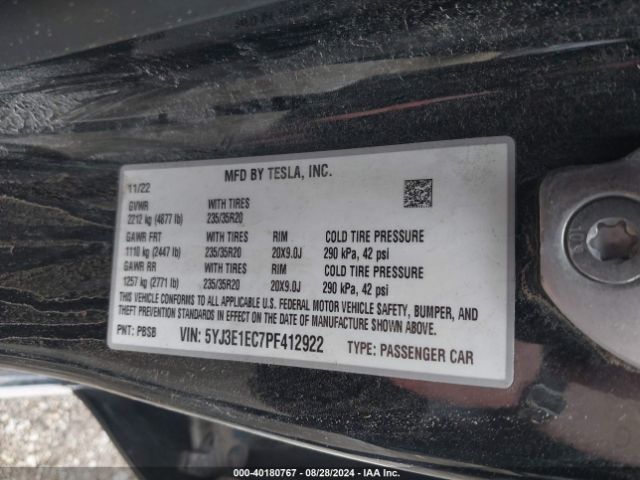 MFD BY TESLA, INC.
11/22
GVWR WITH TIRES
2212 kg (4877 lb) 235/35R20
GAWR FRT WITH TIRES RIM COLD TIRE PRESSURE
1110 kg (2447 lb) 235/35R20 20X9.0J 290 kPa, 42 psi
GAWR RR WITH TIRES RIM COLD TIRE PRESSURE
1257 kg (2771 lb) 235/35R20 20X9.0J 290 kPa, 42 psi
THIS VEHICLE CONFORMS TO ALL APPLICABLE U.S. FEDERAL MOTOR VEHICLE SAFETY, BUMPER, AND
THEFT PREVENTION STANDARDS IN EFFECT ON THE DATE OF MANUFACTURE SHOWN ABOVE.
PNT: PBSB VIN: 5YJ3E1EC7PF412922 TYPE: PASSENGER CAR
000-40180767 - 08/28/2024 - IAA Inc.